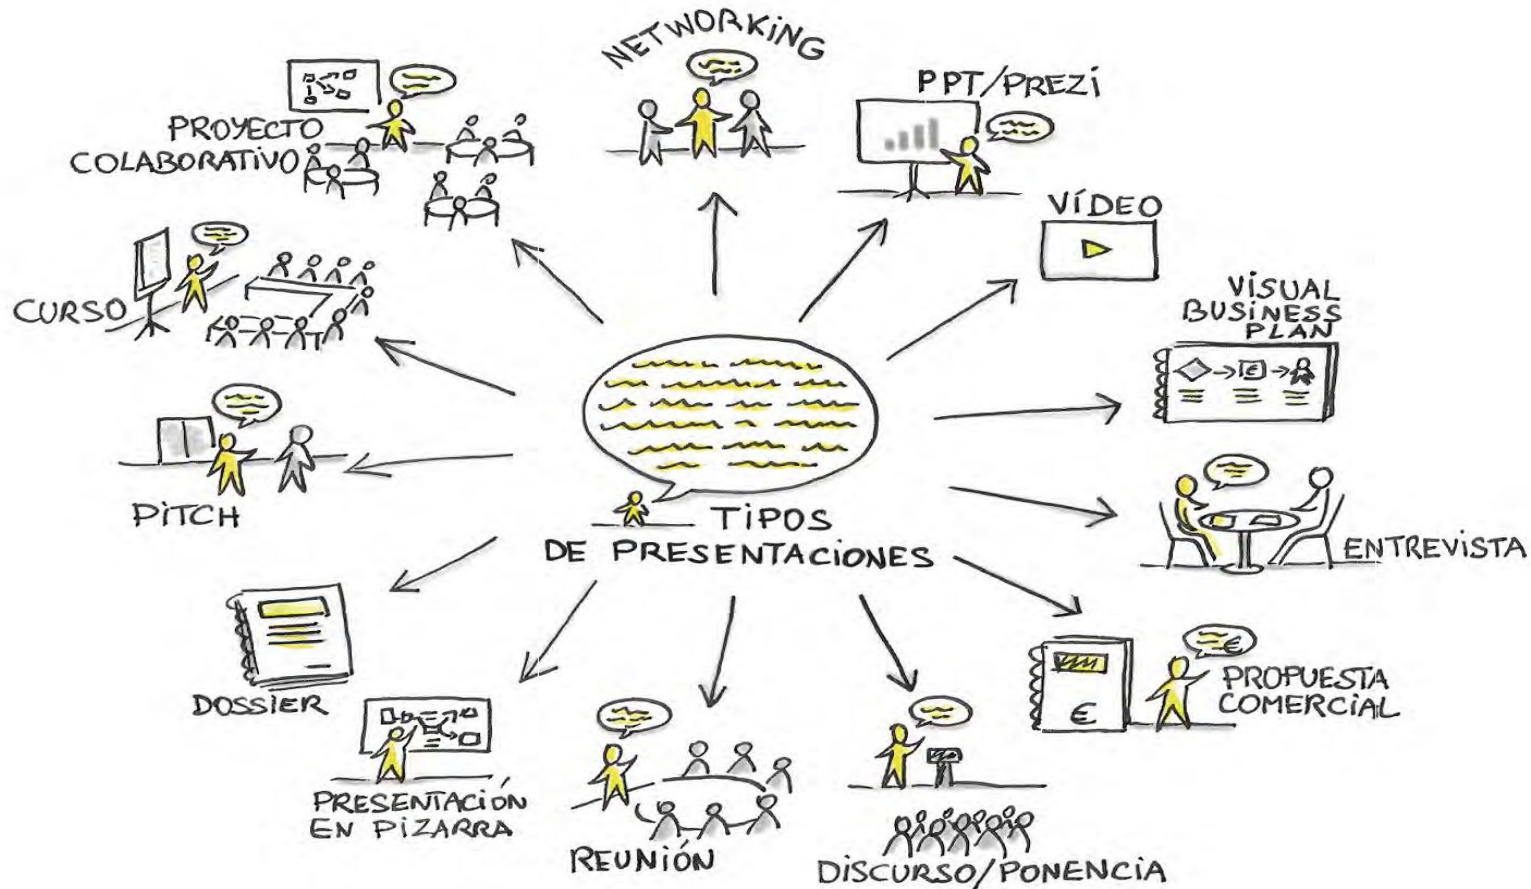 NETWORKING
PPT/PREZI
VÍDEO
VISUAL
BUSINESS
PLAN
€
ENTREVISTA
€
€
PROPUESTA
COMERCIAL
DISCURSO/PONENCIA
REUNIÓN
PRESENTACIÓN
EN PIZARRA
DOSSIER
PITCH
CURSO
PROYECTO
COLABORATIVO
TIPOS
DE PRESENTACIONES